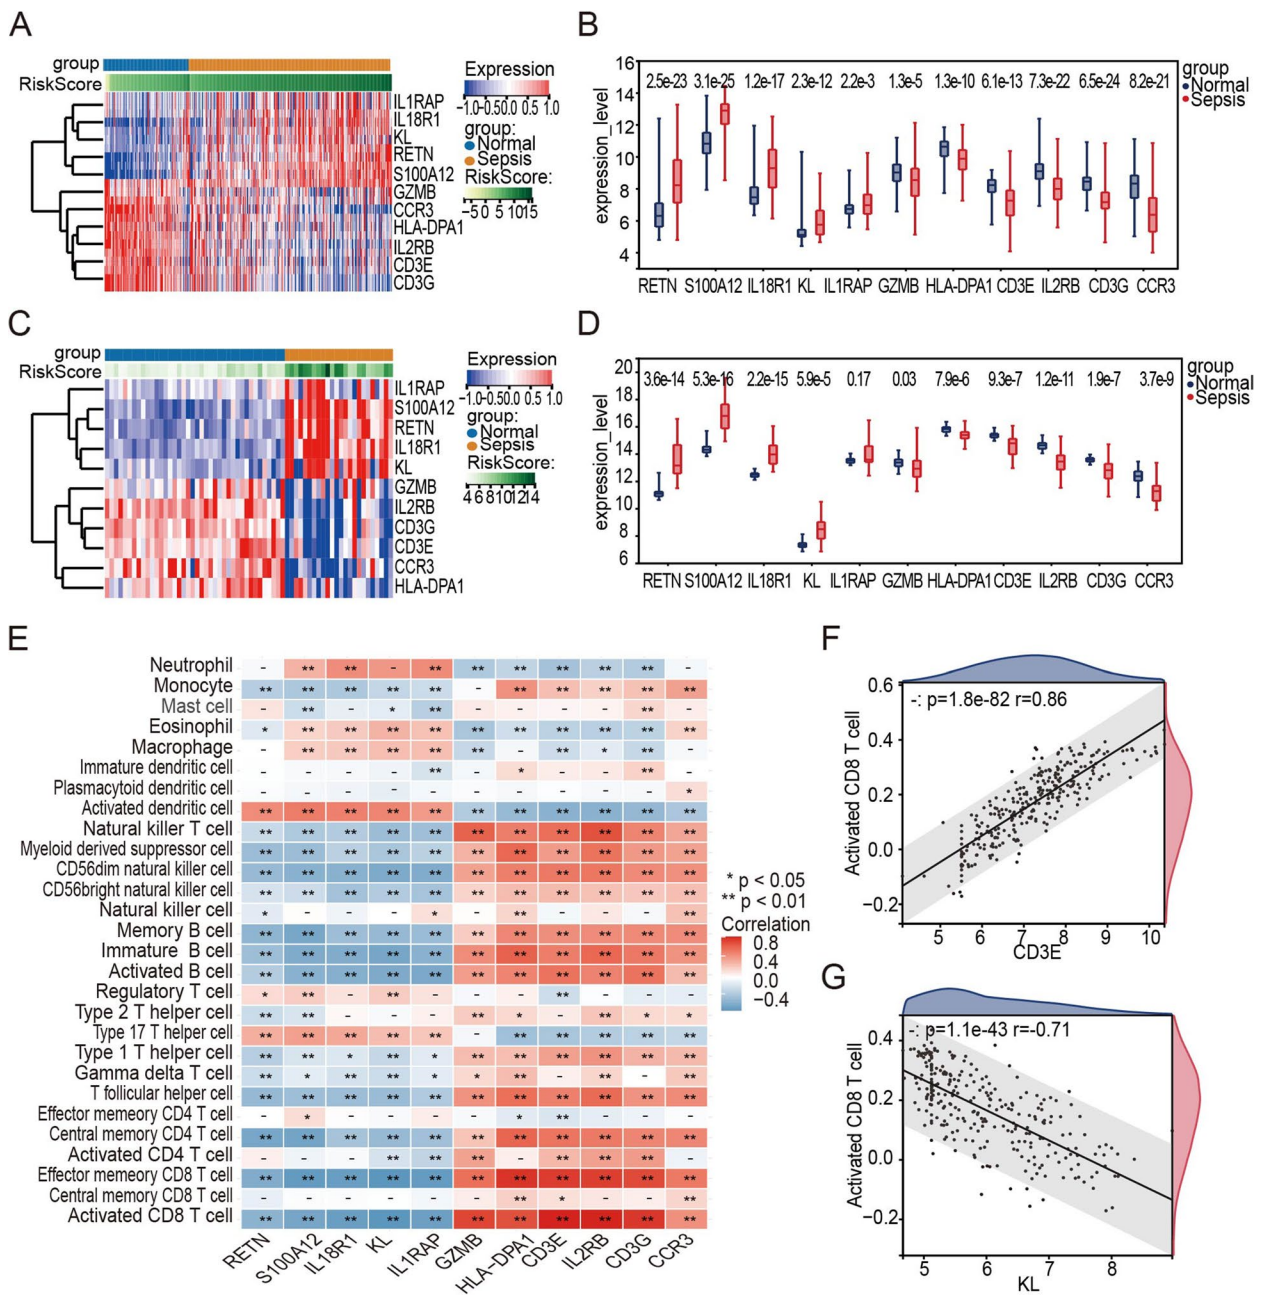 A
group
RiskScore
IL1RAP
IL18R1
KL
RETN
S100A12
GZMB
CCR3
HLA-DPA1
IL2RB
CD3E
CD3G
Expression
-1.0-0.50.0 0.5 1.0
group:
Normal
Sepsis
RiskScore:
-5 0 5 1015
B
16
14
12
10
8
6
4
expression_level
2.5e-23 3.1e-25 1.2e-17 2.3e-12 2.2e-3 1.3e-5 1.3e-10 6.1e-13 7.3e-22 6.5e-24 8.2e-21
RETN S100A12 IL18R1 KL IL1RAP GZMB HLA-DPA1 CD3E IL2RB CD3G CCR3
group
Normal
Sepsis
C
group
RiskScore
IL1RAP
S100A12
RETN
IL18R1
KL
GZMB
IL2RB
CD3G
CD3E
CCR3
HLA-DPA1
Expression
-1.0-0.5 0.0 0.5 1.0
group:
Normal
Sepsis
RiskScore:
4 6 8 10 12 14
D
20
18
16
14
12
10
8
6
expression_level
3.6e-14 5.3e-16 2.2e-15 5.9e-5 0.17 0.03 7.9e-6 9.3e-7 1.2e-11 1.9e-7 3.7e-9
RETN S100A12 IL18R1 KL IL1RAP GZMB HLA-DPA1 CD3E IL2RB CD3G CCR3
group
Normal
Sepsis
E
Neutrophil - ** ** - ** ** ** ** ** ** -
Monocyte ** ** ** ** ** - ** ** ** ** **
Mast cell - ** - * ** - - - - ** -
Eosinophil * ** ** ** ** ** ** ** ** ** **
Macrophage - ** ** ** ** ** - ** * ** -
Immature dendritic cell - - - - ** - * - - ** -
Plasmacytoid dendritic cell - - - - - - - - - - *
Activated dendritic cell ** ** ** ** ** ** ** ** ** ** **
Natural killer T cell ** ** ** ** ** ** ** ** ** ** **
Myeloid derived suppressor cell ** ** ** ** ** ** ** ** ** ** **
CD56dim natural killer cell ** ** ** ** ** ** ** ** ** ** **
CD56bright natural killer cell ** ** ** ** ** ** ** ** ** ** **
Natural killer cell * - - - * - ** - - - **
Memory B cell ** ** ** ** ** ** ** ** ** ** **
Immature B cell ** ** ** ** ** ** ** ** ** ** **
Activated B cell ** ** ** ** ** ** ** ** ** ** **
Regulatory T cell * ** - ** - - - ** - - -
Type 2 T helper cell ** ** - - - ** * - ** * *
Type 17 T helper cell ** ** ** ** ** - ** ** ** ** **
Type 1 T helper cell ** ** * ** * ** ** ** ** ** **
Gamma delta T cell ** * ** ** * * ** - ** - **
T follicular helper cell ** ** ** ** ** ** ** ** ** ** **
Effector memeory CD4 T cell - * - - - - * ** - - -
Central memory CD4 T cell ** ** ** ** ** ** ** ** ** ** **
Activated CD4 T cell - - - ** ** ** - ** ** ** -
Effector memeory CD8 T cell ** ** ** ** ** ** ** ** ** ** **
Central memory CD8 T cell - - - - - - ** * - - **
Activated CD8 T cell ** ** ** ** ** ** ** ** ** ** **
RETN S100A12 IL18R1 KL IL1RAP GZMB HLA-DPA1 CD3E IL2RB CD3G CCR3
* p < 0.05
** p < 0.01
Correlation
0.8
0.4
0.0
-0.4
F
-: p=1.8e-82 r=0.86
0.6
0.4
0.2
0.0
-0.2
Activated CD8 T cell
5 6 7 8 9 10
CD3E
G
-: p=1.1e-43 r=-0.71
0.4
0.2
0.0
-0.2
Activated CD8 T cell
5 6 7 8
KL